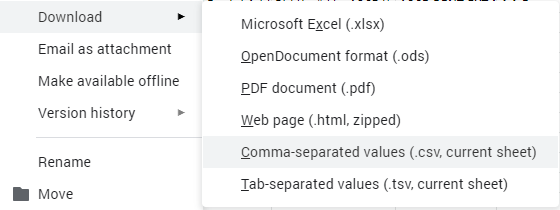 Download
Email as attachment
Make available offline
Version history
Rename
Move
Microsoft Excel (.xlsx)
OpenDocument format (.ods)
PDF document (.pdf)
Web page (.html, zipped)
Comma-separated values (.csv, current sheet)
Tab-separated values (.tsv, current sheet)